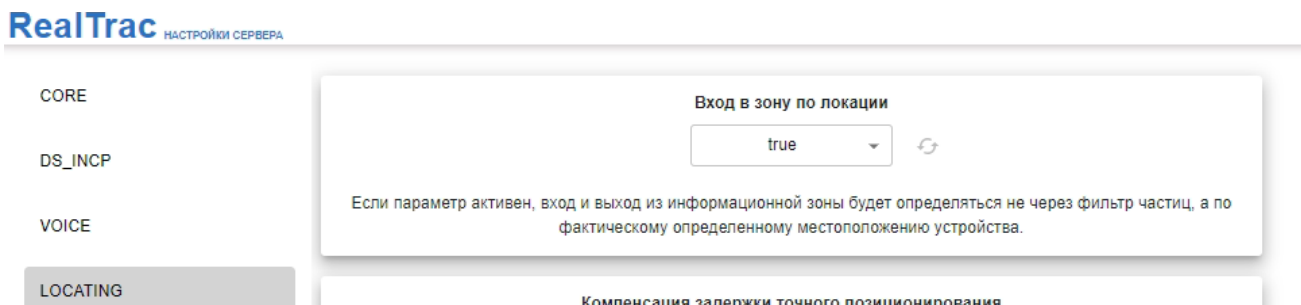 RealTrac НАСТРОЙКИ СЕРВЕРА
CORE
DS_INCP
VOICE
LOCATING
Вход в зону по локации
true
Если параметр активен, вход и выход из информационной зоны будет определяться не через фильтр частиц, а по
фактическому определенному местоположению устройства.
Компенсация задержки точного позиционирования